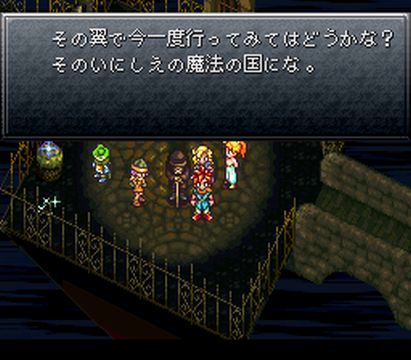 その翼で今一度行ってみてはどうかな?
そのいにしえの魔法の国にな。